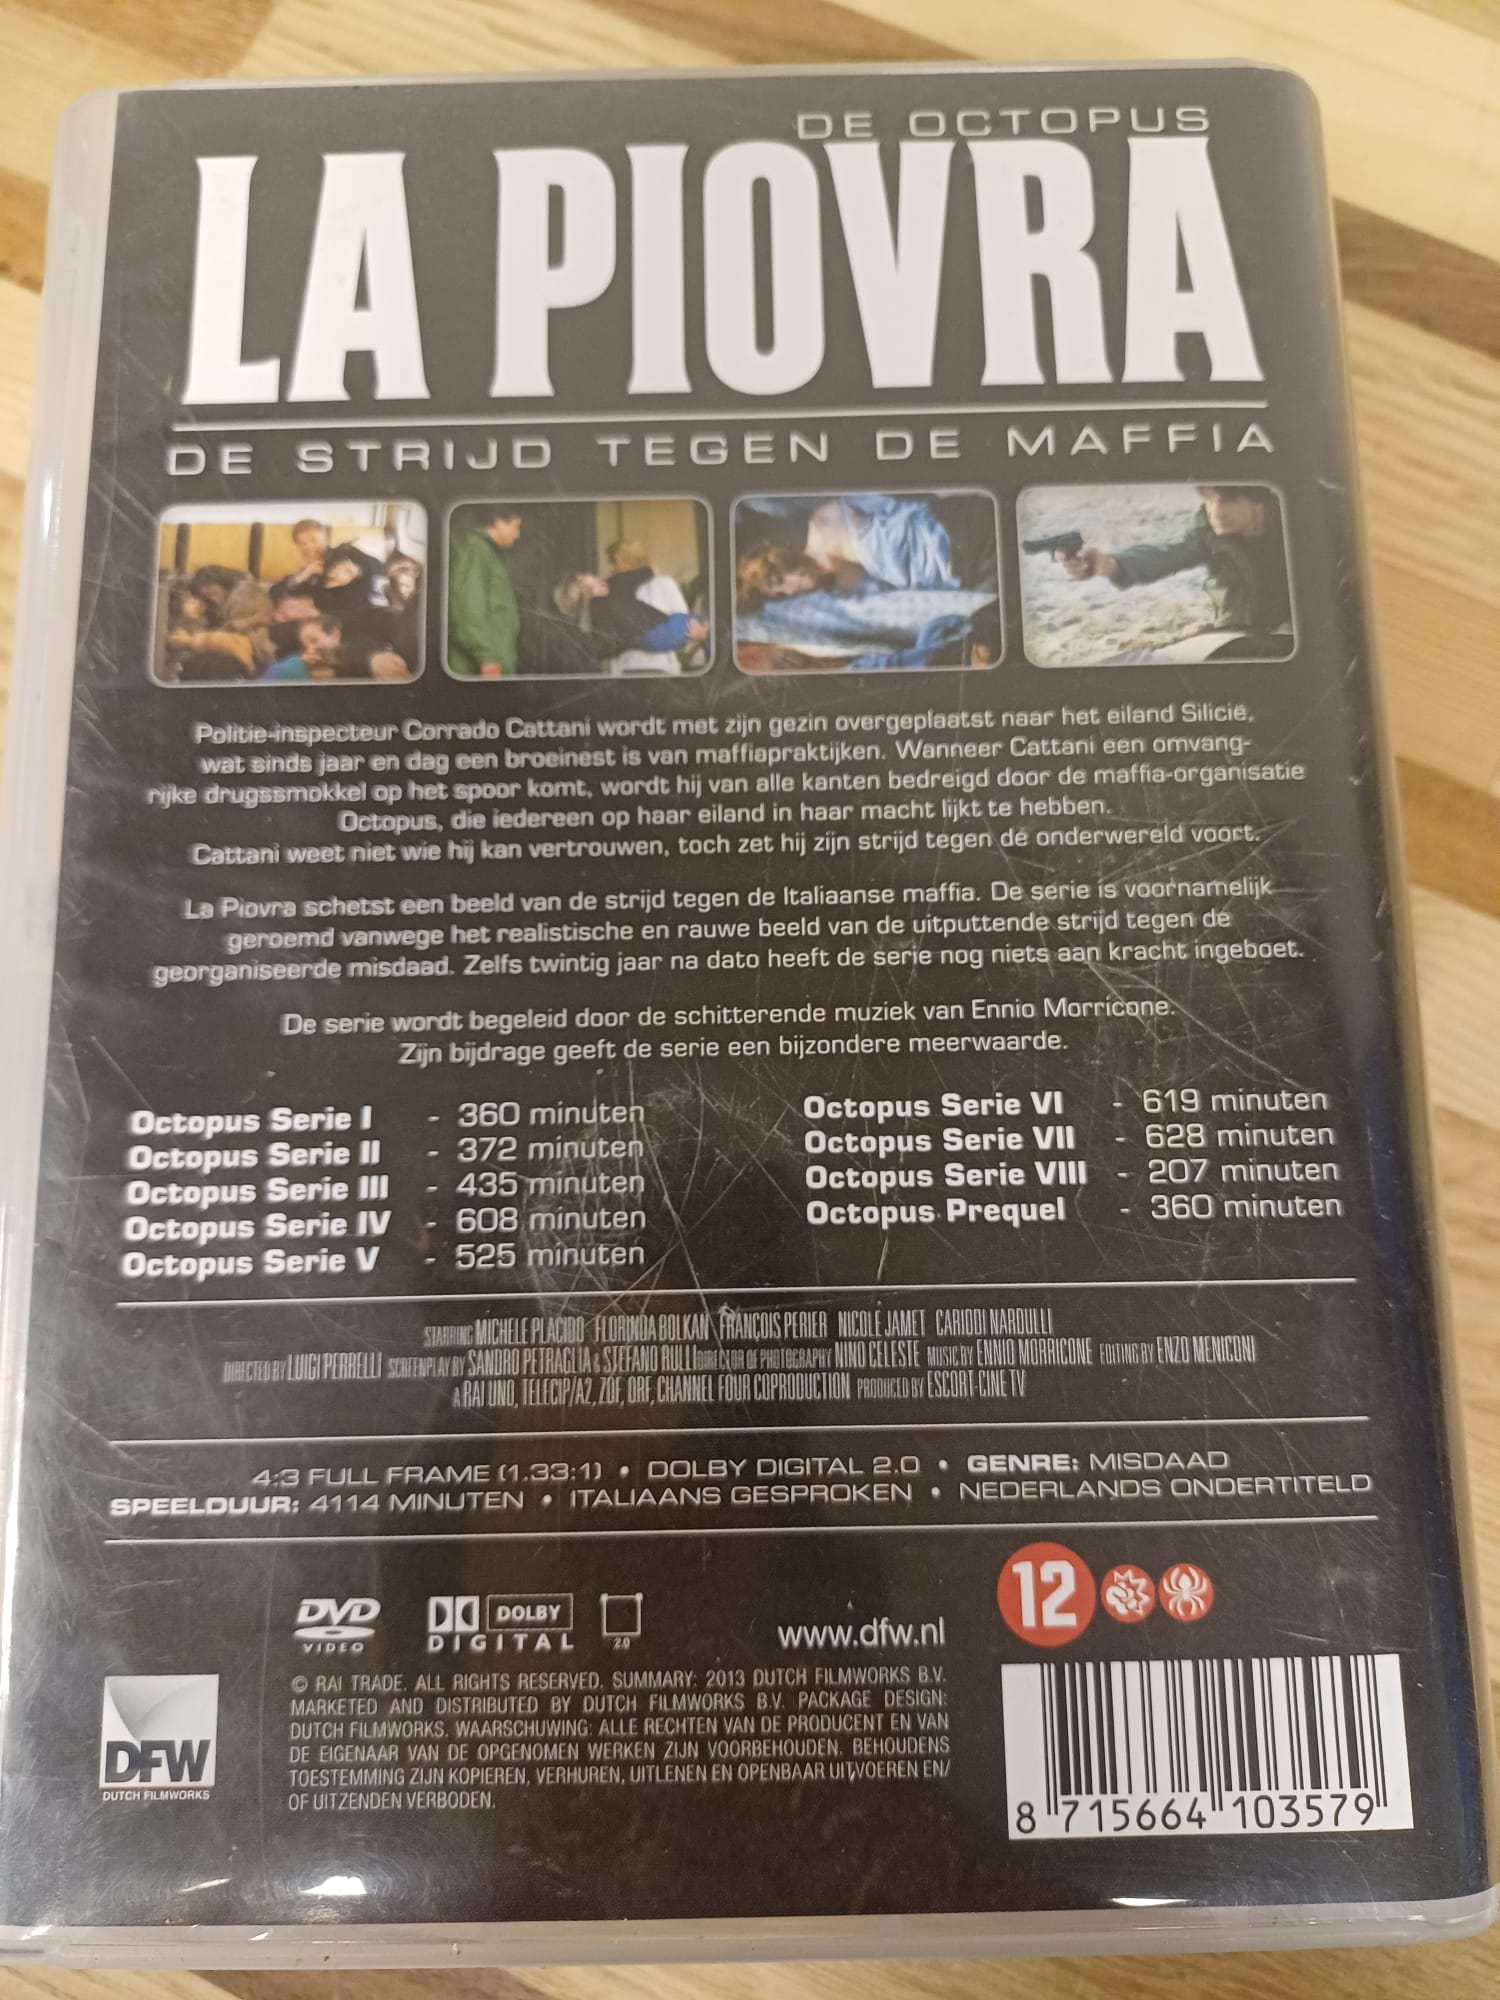 DE OCTOPUS
LA PIOVRA
DE STRIJD TEGEN DE MAFFIA
Politie-inspecteur Corrado Cattani wordt met zijn gezin overgeplaatst naar het eiland Silicië,
wat sinds jaar en dag een broeinest is van maffiapraktijken. Wanneer Cattani een omvang-
rijke drugssmokkel op het spoor komt, wordt hij van alle kanten bedreigd door de maffia-organisatie
Octopus, die iedereen op haar eiland in haar macht lijkt te hebben.
Cattani weet niet wie hij kan vertrouwen, toch zet hij zijn strijd tegen de onderwereld voort.
La Piovra schetst een beeld van de strijd tegen de Italiaanse maffia. De serie is voornamelijk
geroemd vanwege het realistische en rauwe beeld van de uitputtende strijd tegen de
georganiseerde misdaad. Zelfs twintig jaar na dato heeft de serie nog niets aan kracht ingeboet.
De serie wordt begeleid door de schitterende muziek van Ennio Morricone.
Zijn bijdrage geeft de serie een bijzondere meerwaarde.
Octopus Serie I - 360 minuten
Octopus Serie II - 372 minuten
Octopus Serie III - 435 minuten
Octopus Serie IV - 608 minuten
Octopus Serie V - 525 minuten
Octopus Serie VI - 619 minuten
Octopus Serie VII - 628 minuten
Octopus Serie VIII - 207 minuten
Octopus Prequel - 360 minuten
STARRING MICHELE PLACIDO FLORINDA BOLKAN FRANÇOIS PERIER NICOLE JAMET CARIDDI NARDULLI
DIRECTED BY LUIGI PERRELLI SCREENPLAY BY SANDRO PETRAGLIA & STEFANO RULLI DIRECTOR OF PHOTOGRAPHY NINO CELESTE MUSIC BY ENNIO MORRICONE EDITING BY ENZO MENICONI
A RAI UNO, TELECIP/A2, ZDF, ORF, CHANNEL FOUR COPRODUCTION PRODUCED BY ESCORT-CINE TV
4:3 FULL FRAME (1.33:1) • DOLBY DIGITAL 2.0 • GENRE: MISDAAD
SPEELDUUR: 4114 MINUTEN • ITALIAANS GESPROKEN • NEDERLANDS ONDERTITELD
DVD VIDEO
DOLBY DIGITAL
2.0
www.dfw.nl
12
DFW
DUTCH FILMWORKS
© RAI TRADE. ALL RIGHTS RESERVED. SUMMARY: 2013 DUTCH FILMWORKS B.V.
MARKETED AND DISTRIBUTED BY DUTCH FILMWORKS B.V. PACKAGE DESIGN:
DUTCH FILMWORKS. WAARSCHUWING: ALLE RECHTEN VAN DE PRODUCENT EN VAN
DE EIGENAAR VAN DE OPGENOMEN WERKEN ZIJN VOORBEHOUDEN. BEHOUDENS
TOESTEMMING ZIJN KOPIEREN, VERHUREN, UITLENEN EN OPENBAAR UITVOEREN EN/
OF UITZENDEN VERBODEN.
8 715664 103579